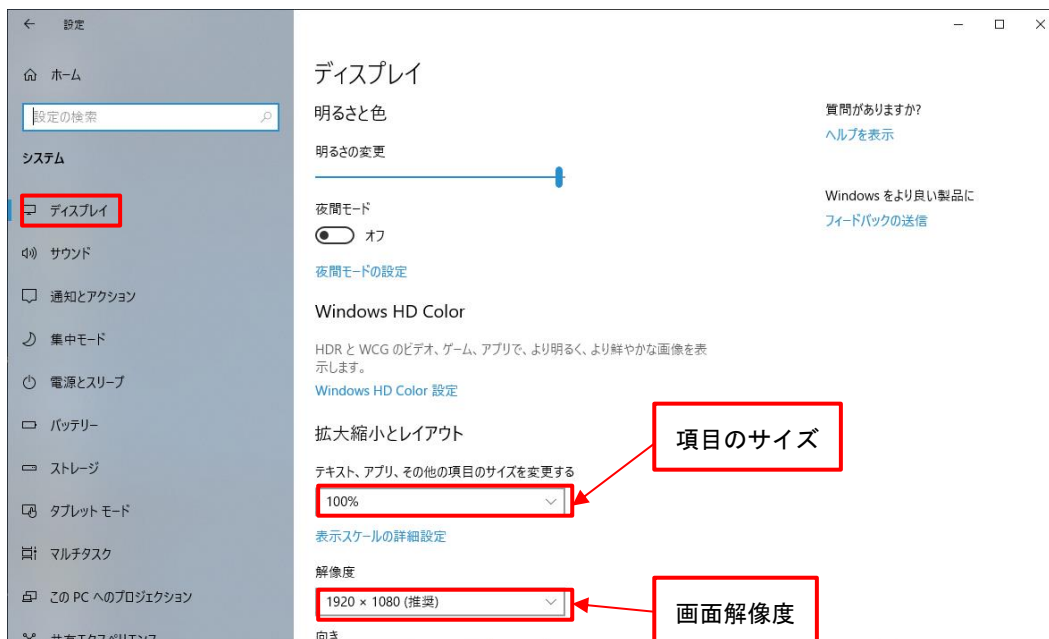 設定
ホーム
設定の検索
システム
ディスプレイ
サウンド
通知とアクション
集中モード
電源とスリープ
バッテリー
ストレージ
タブレット モード
マルチタスク
この PC へのプロジェクション
共有エクスペリエンス
ディスプレイ
明るさと色
明るさの変更
夜間モード
オフ
夜間モードの設定
Windows HD Color
HDR と WCG のビデオ、ゲーム、アプリで、より明るく、より鮮やかな画像を表
示します。
Windows HD Color 設定
拡大縮小とレイアウト
テキスト、アプリ、その他の項目のサイズを変更する
100%
表示スケールの詳細設定
解像度
1920 × 1080 (推奨)
向き
項目のサイズ
画面解像度
質問がありますか?
ヘルプを表示
Windows をより良い製品に
フィードバックの送信